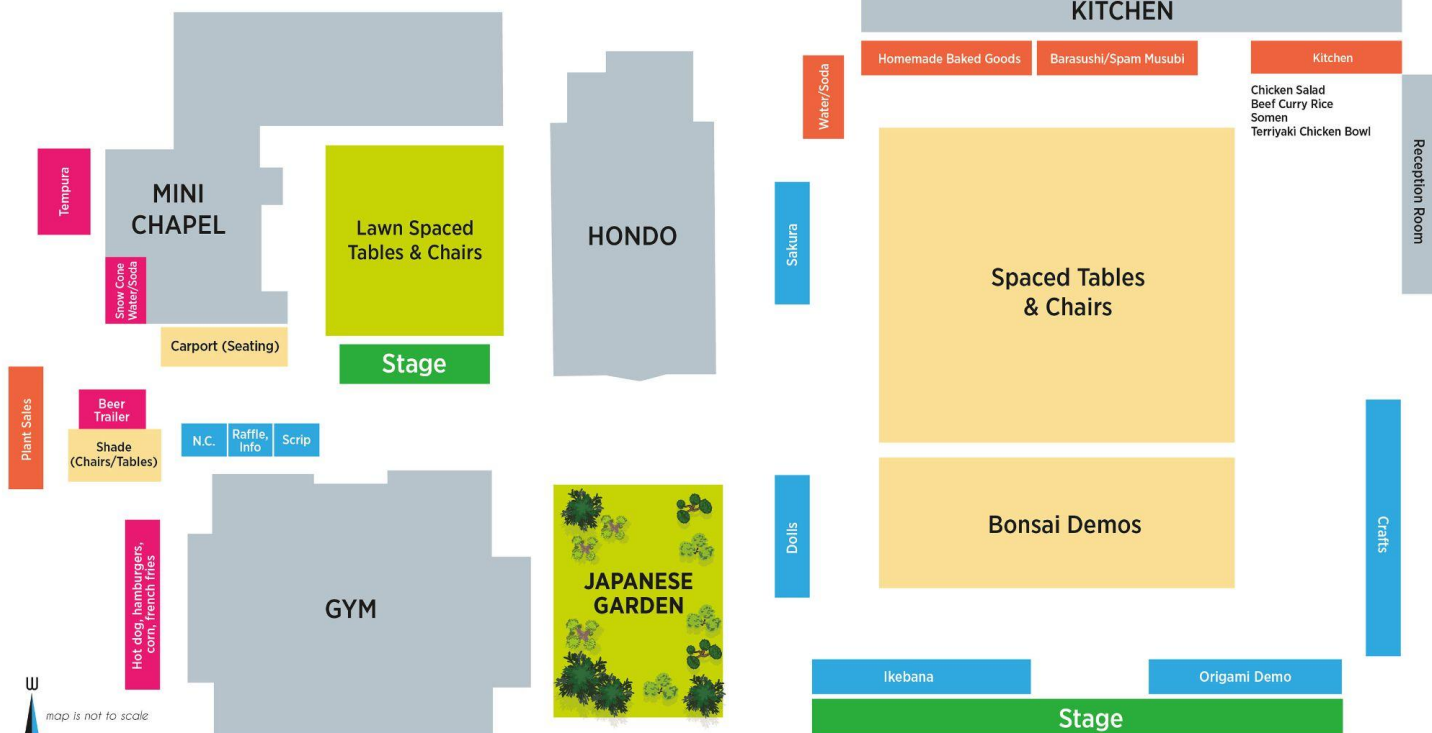 KITCHEN
Homemade Baked Goods
Barasushi/Spam Musubi
Kitchen
Water/Soda
Chicken Salad
Beef Curry Rice
Somen
Terriyaki Chicken Bowl
Reception Room
Tempura
MINI
CHAPEL
Snow Cone
Water/Soda
Lawn Spaced
Tables & Chairs
HONDO
Sakura
Spaced Tables
& Chairs
Carport (Seating)
Stage
Plant Sales
Beer
Trailer
Shade
(Chairs/Tables)
N.C.
Raffle,
Info
Scrip
Hot dog, hamburgers,
corn, french fries
GYM
JAPANESE
GARDEN
Dolls
Bonsai Demos
Crafts
Ikebana
Origami Demo
Stage
W
map is not to scale